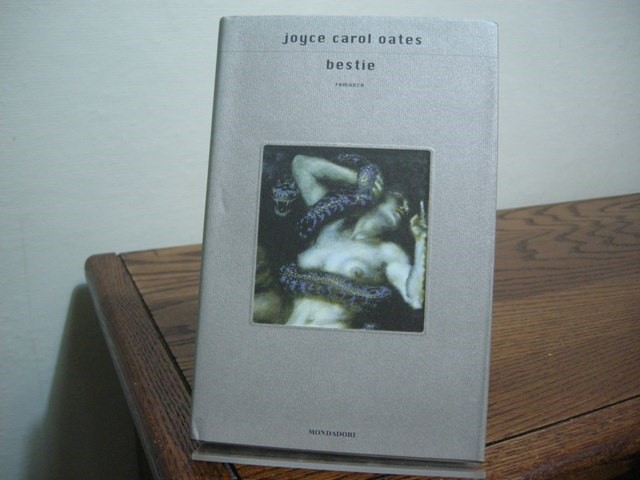 joyce carol oates
bestie
romanzo
MONDADORI